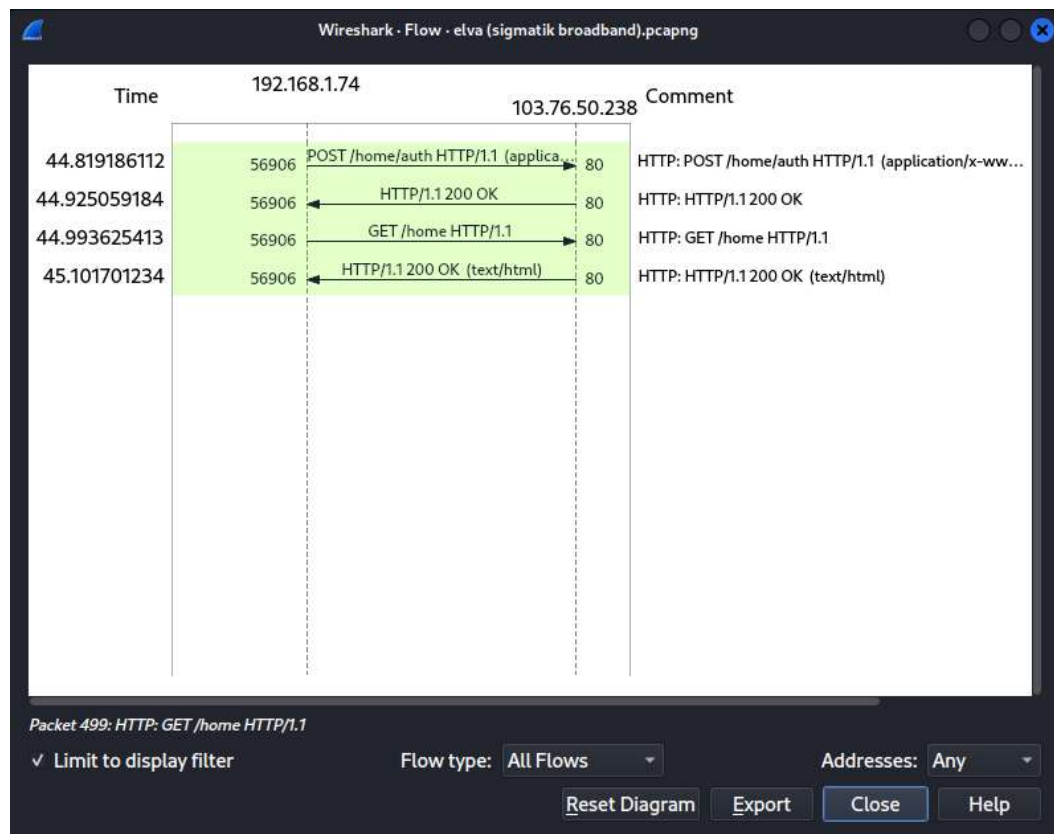 Wireshark · Flow · elva (sigmatik broadband).pcapng
Time 192.168.1.74 103.76.50.238 Comment
44.819186112 56906 POST /home/auth HTTP/1.1 (applica... 80 HTTP: POST /home/auth HTTP/1.1 (application/x-ww...
44.925059184 56906 HTTP/1.1 200 OK 80 HTTP: HTTP/1.1 200 OK
44.993625413 56906 GET /home HTTP/1.1 80 HTTP: GET /home HTTP/1.1
45.101701234 56906 HTTP/1.1 200 OK (text/html) 80 HTTP: HTTP/1.1 200 OK (text/html)
Packet 499: HTTP: GET /home HTTP/1.1
✓ Limit to display filter Flow type: All Flows Addresses: Any
Reset Diagram Export Close Help